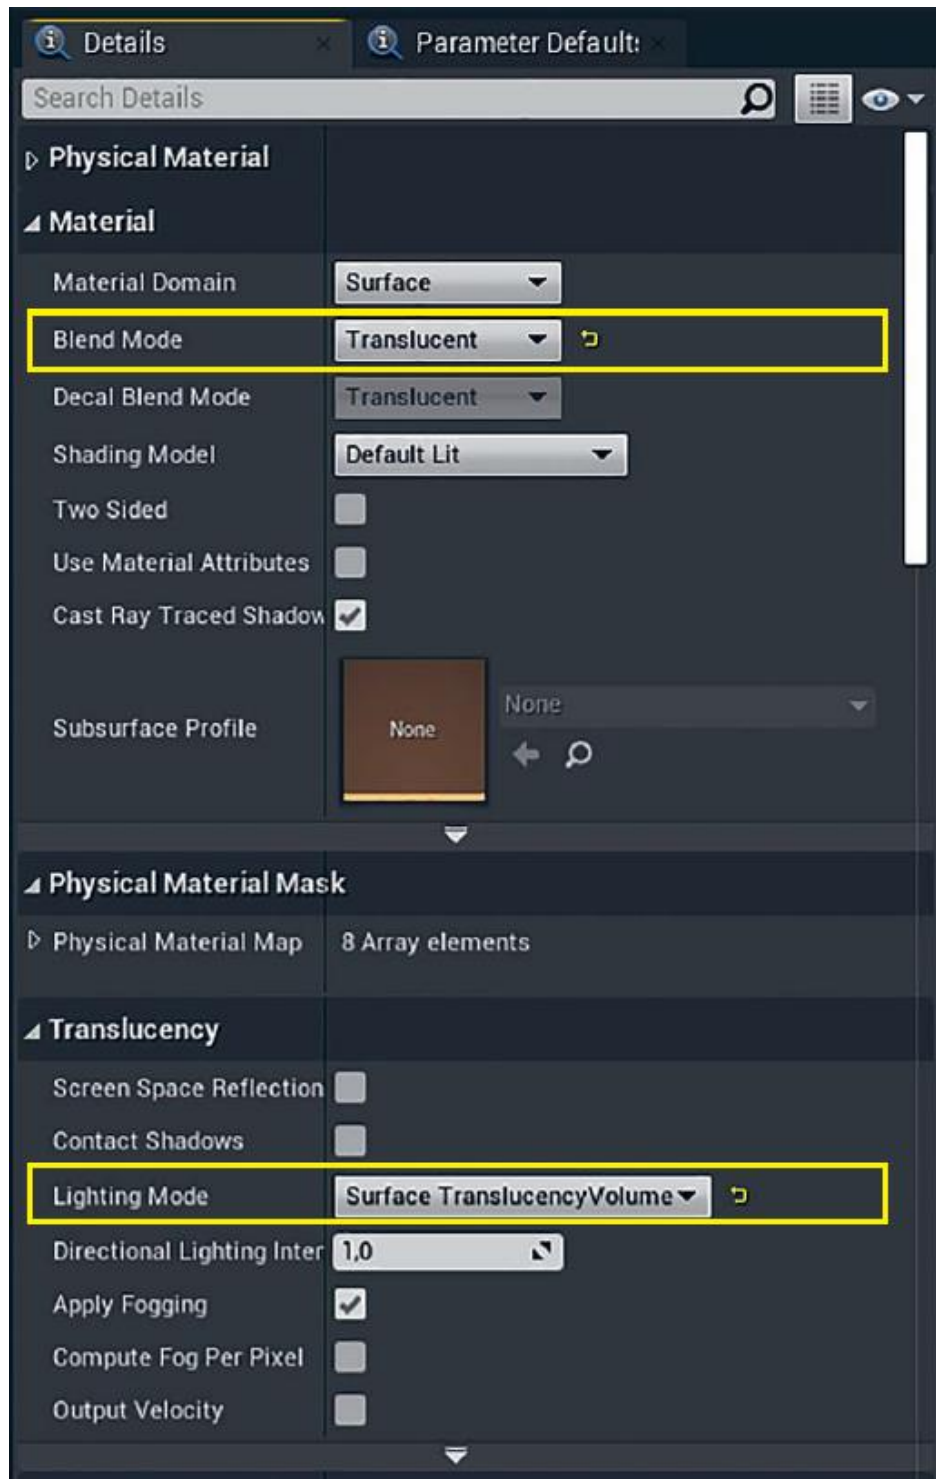 Details
Parameter Default
Search Details
Physical Material
Material
Material Domain Surface
Blend Mode Translucent
Decal Blend Mode Translucent
Shading Model Default Lit
Two Sided
Use Material Attributes
Cast Ray Traced Shadow
Subsurface Profile None None
Physical Material Mask
Physical Material Map 8 Array elements
Translucency
Screen Space Reflection
Contact Shadows
Lighting Mode Surface TranslucencyVolume
Directional Lighting Inter 1,0
Apply Fogging
Compute Fog Per Pixel
Output Velocity